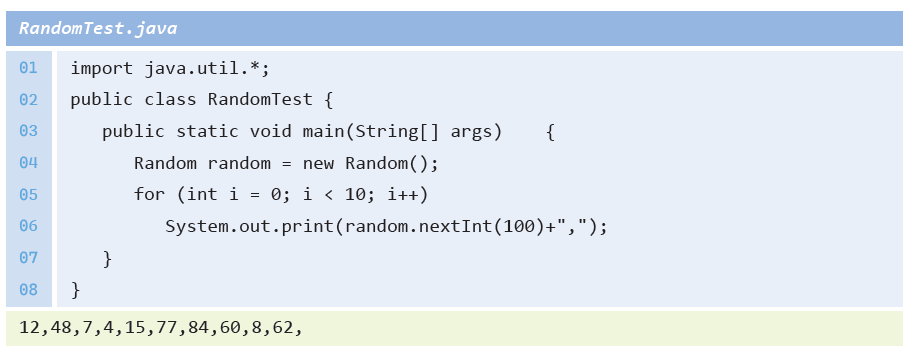 RandomTest.java
01 import java.util.*;
02 public class RandomTest {
03    public static void main(String[] args)    {
04       Random random = new Random();
05       for (int i = 0; i < 10; i++)
06          System.out.print(random.nextInt(100)+",");
07    }
08 }
12,48,7,4,15,77,84,60,8,62,